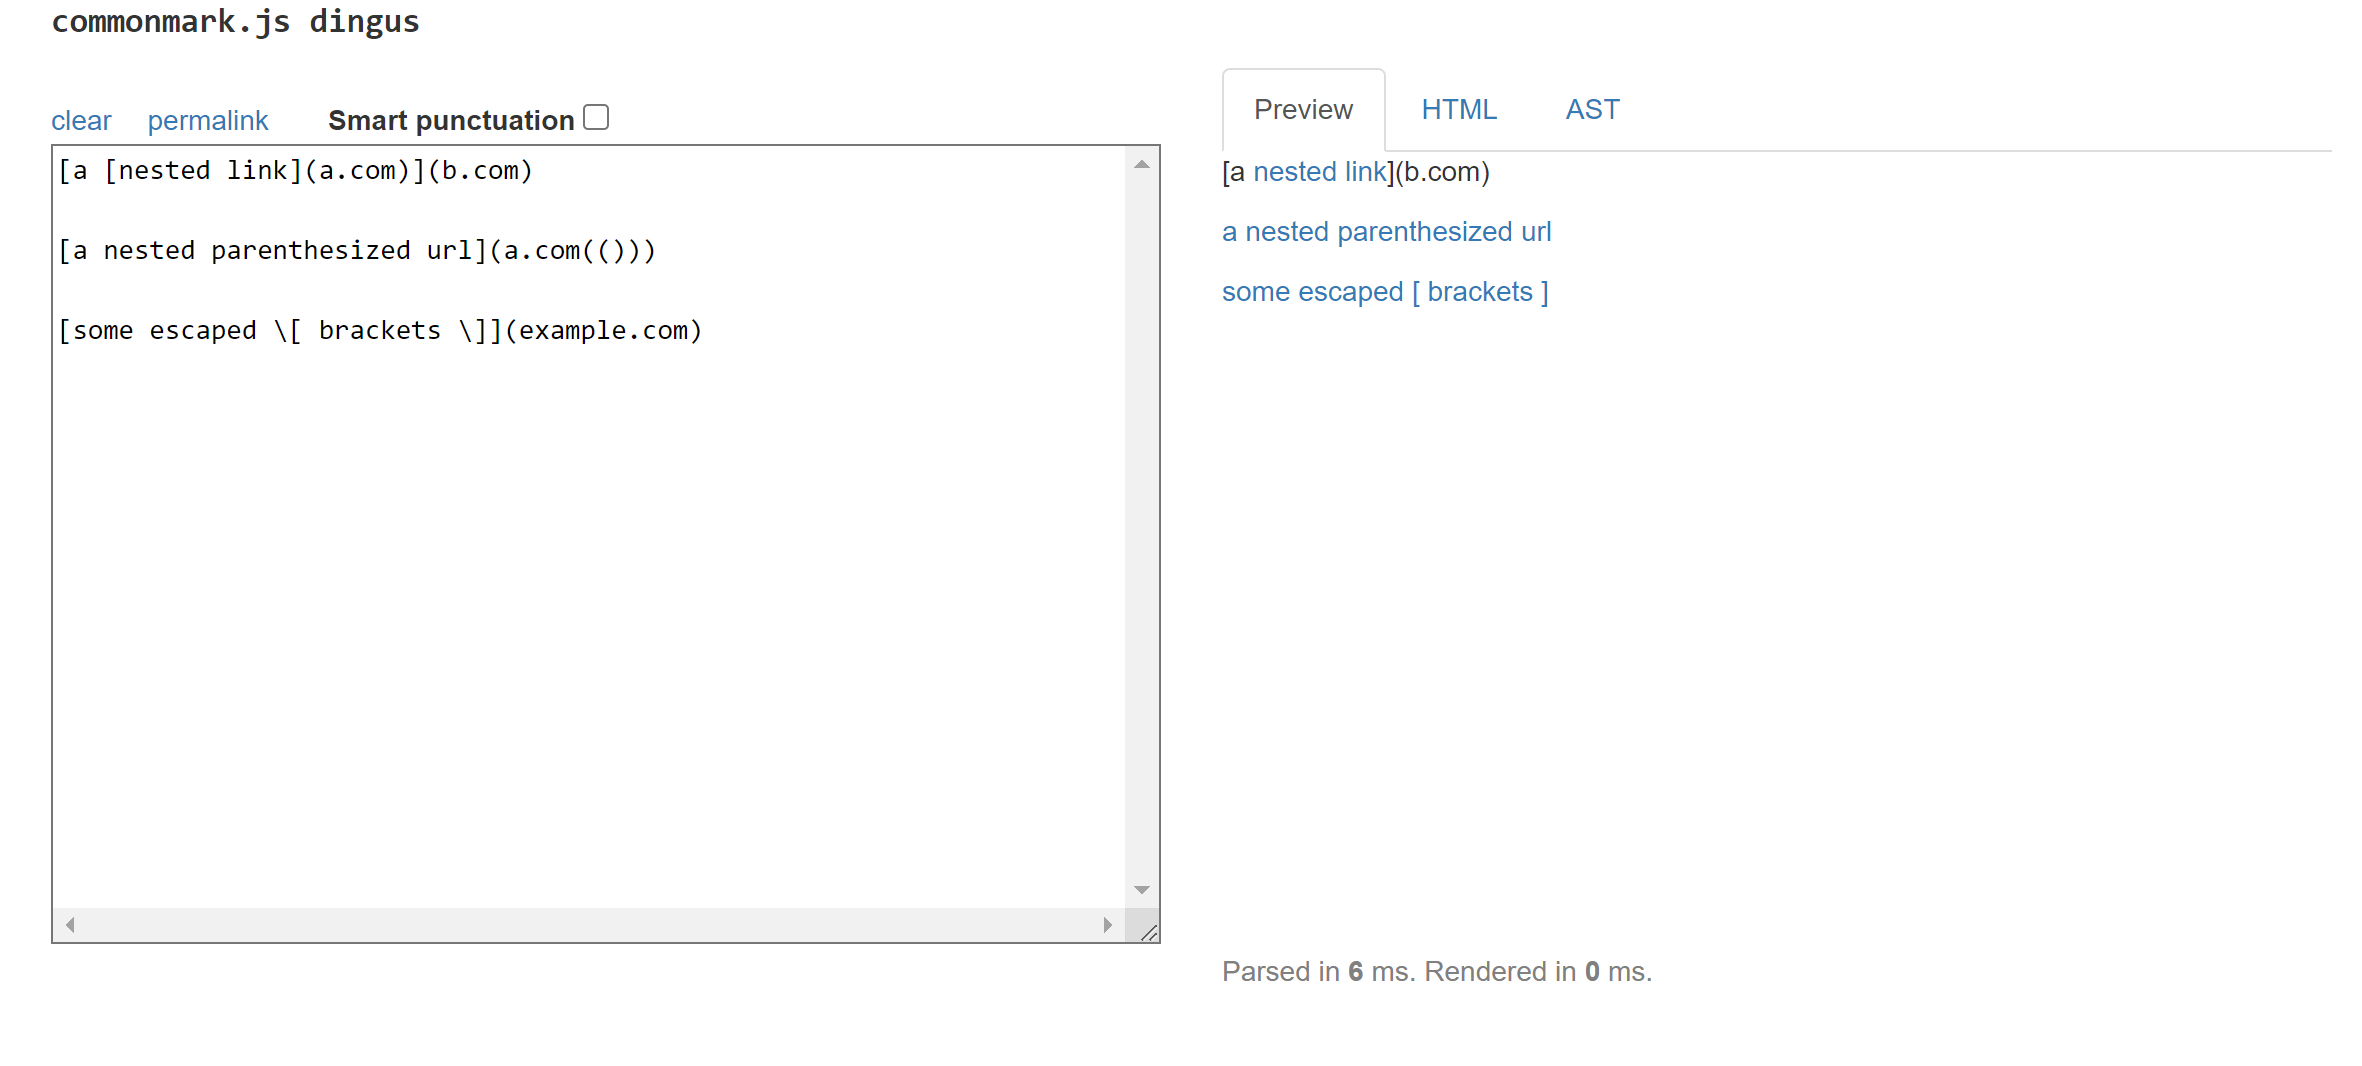 commonmark.js dingus
clear permalink Smart punctuation
[a [nested link](a.com)](b.com)
[a nested parenthesized url](a.com(()))
[some escaped \[ brackets \]](example.com)
Preview HTML AST
[a nested link](b.com)
a nested parenthesized url
some escaped [ brackets ]
Parsed in 6 ms. Rendered in 0 ms.